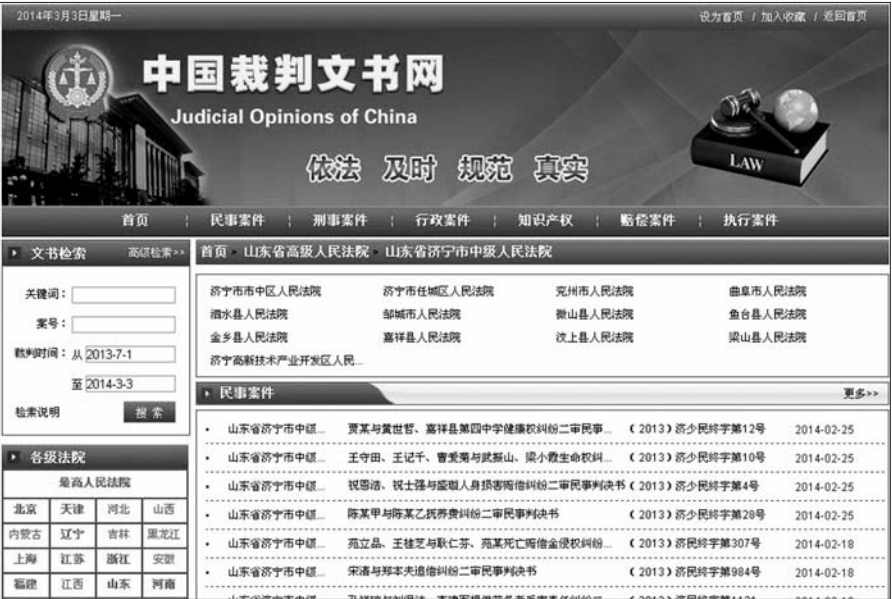 2014年3月3日星期一
设为首页 / 加入收藏 / 返回首页
中国裁判文书网
Judicial Opinions of China
依法 及时 规范 真实
LAW
首页 民事案件 刑事案件 行政案件 知识产权 赔偿案件 执行案件
文书检索 高级检索>>
关键词：
案号：
裁判时间：从 2013-7-1
至 2014-3-3
检索说明 搜 索
各级法院
最高人民法院
北京 天津 河北 山西
内蒙古 辽宁 吉林 黑龙江
上海 江苏 浙江 安徽
福建 江西 山东 河南
首页 山东省高级人民法院 山东省济宁市中级人民法院
济宁市市中区人民法院 济宁市任城区人民法院 兖州市人民法院 曲阜市人民法院
泗水县人民法院 邹城市人民法院 微山县人民法院 鱼台县人民法院
金乡县人民法院 嘉祥县人民法院 汶上县人民法院 梁山县人民法院
济宁高新技术产业开发区人民...
民事案件 更多>>
山东省济宁市中级... 贾某与黄世哲、嘉祥县第四中学健康权纠纷二审民事... （2013）济少民终字第12号 2014-02-25
山东省济宁市中级... 王守田、王记千、曹爱菊与武振山、梁小霞生命权纠... （2013）济少民终字第10号 2014-02-25
山东省济宁市中级... 祝恩洁、祝士强与盛璇人身损害赔偿纠纷二审民事判决书 （2013）济少民终字第4号 2014-02-25
山东省济宁市中级... 陈某甲与陈某乙抚养费纠纷二审民事判决书 （2013）济少民终字第28号 2014-02-25
山东省济宁市中级... 苑立品、王桂芝与耿仁芬、苑某死亡赔偿金侵权纠纷... （2013）济民终字第307号 2014-02-18
山东省济宁市中级... 宋清与郑本夫追偿纠纷二审民事判决书 （2013）济民终字第984号 2014-02-18